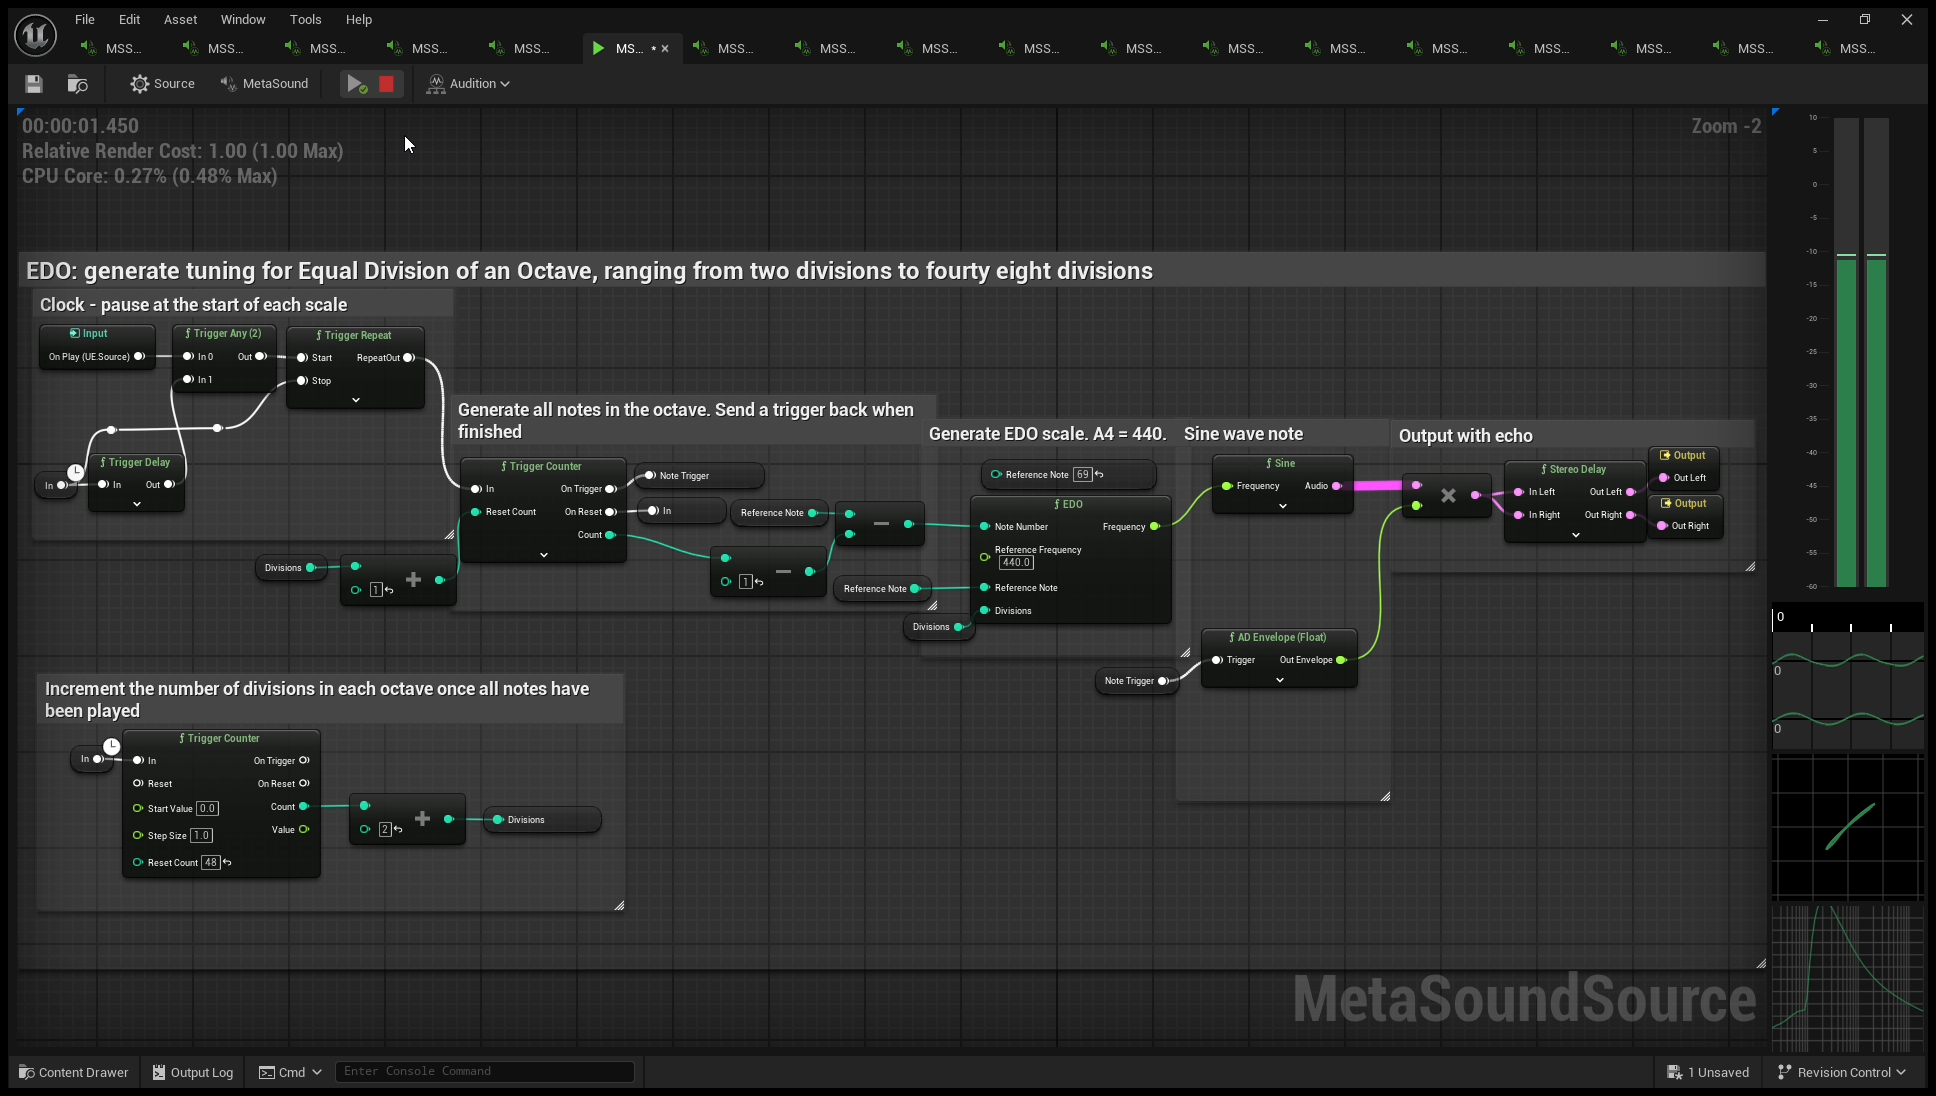 File Edit Asset Window Tools Help
MSS... MSS... MSS... MSS... MSS... MS... * × MSS... MSS... MSS... MSS... MSS... MSS... MSS... MSS... MSS... MSS... MSS... MSS...
Source MetaSound Audition
00:00:01.450
Relative Render Cost: 1.00 (1.00 Max)
CPU Core: 0.27% (0.48% Max)
Zoom -2
EDO: generate tuning for Equal Division of an Octave, ranging from two divisions to fourty eight divisions
Clock - pause at the start of each scale
Input
On Play (UE.Source)
Trigger Any (2)
In 0 Out
In 1
Trigger Repeat
Start RepeatOut
Stop
In
Trigger Delay
In Out
Generate all notes in the octave. Send a trigger back when
finished
Trigger Counter
In On Trigger
Reset Count On Reset
Count
Note Trigger
In
Reference Note
Divisions
1
1
Reference Note
Divisions
Generate EDO scale. A4 = 440.
Reference Note 69
EDO
Note Number Frequency
Reference Frequency
440.0
Reference Note
Divisions
Sine wave note
Sine
Frequency Audio
AD Envelope (Float)
Trigger Out Envelope
Note Trigger
Output with echo
Stereo Delay
In Left Out Left
In Right Out Right
Output
Out Left
Output
Out Right
Increment the number of divisions in each octave once all notes have
been played
In
Trigger Counter
In On Trigger
Reset On Reset
Start Value 0.0 Count
Step Size 1.0 Value
Reset Count 48
2
Divisions
MetaSoundSource
10
5
0
-5
-10
-15
-20
-25
-30
-35
-40
-45
-50
-55
-60
0
0
0
Content Drawer Output Log Cmd Enter Console Command 1 Unsaved Revision Control